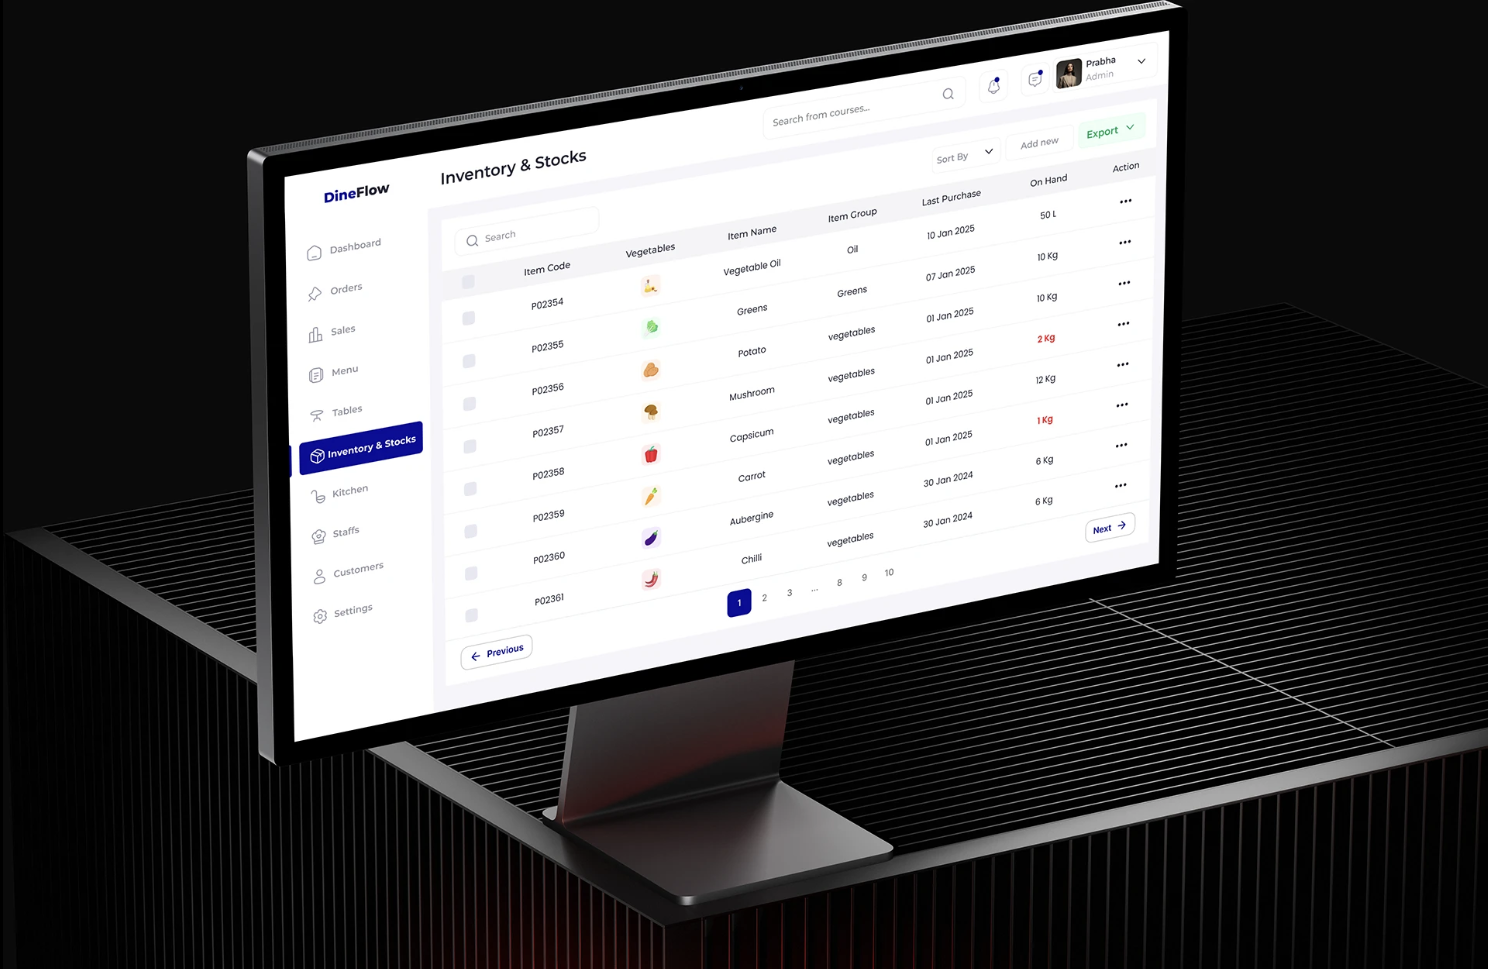 DineFlow
Dashboard
Orders
Sales
Menu
Tables
Inventory & Stocks
Kitchen
Staffs
Customers
Settings
Inventory & Stocks
Search from courses...
Prabha
Admin
Search
Sort By
Add new
Export
Item Code Vegetables Item Name Item Group Last Purchase On Hand Action
P02354 Vegetable Oil Oil 10 Jan 2025 50 L •••
P02355 Greens Greens 07 Jan 2025 10 Kg •••
P02356 Potato vegetables 01 Jan 2025 10 Kg •••
P02357 Mushroom vegetables 01 Jan 2025 2 Kg •••
P02358 Capsicum vegetables 01 Jan 2025 12 Kg •••
P02359 Carrot vegetables 01 Jan 2025 1 Kg •••
P02360 Aubergine vegetables 30 Jan 2024 6 Kg •••
P02361 Chilli vegetables 30 Jan 2024 6 Kg •••
← Previous 1 2 3 ... 8 9 10 Next →